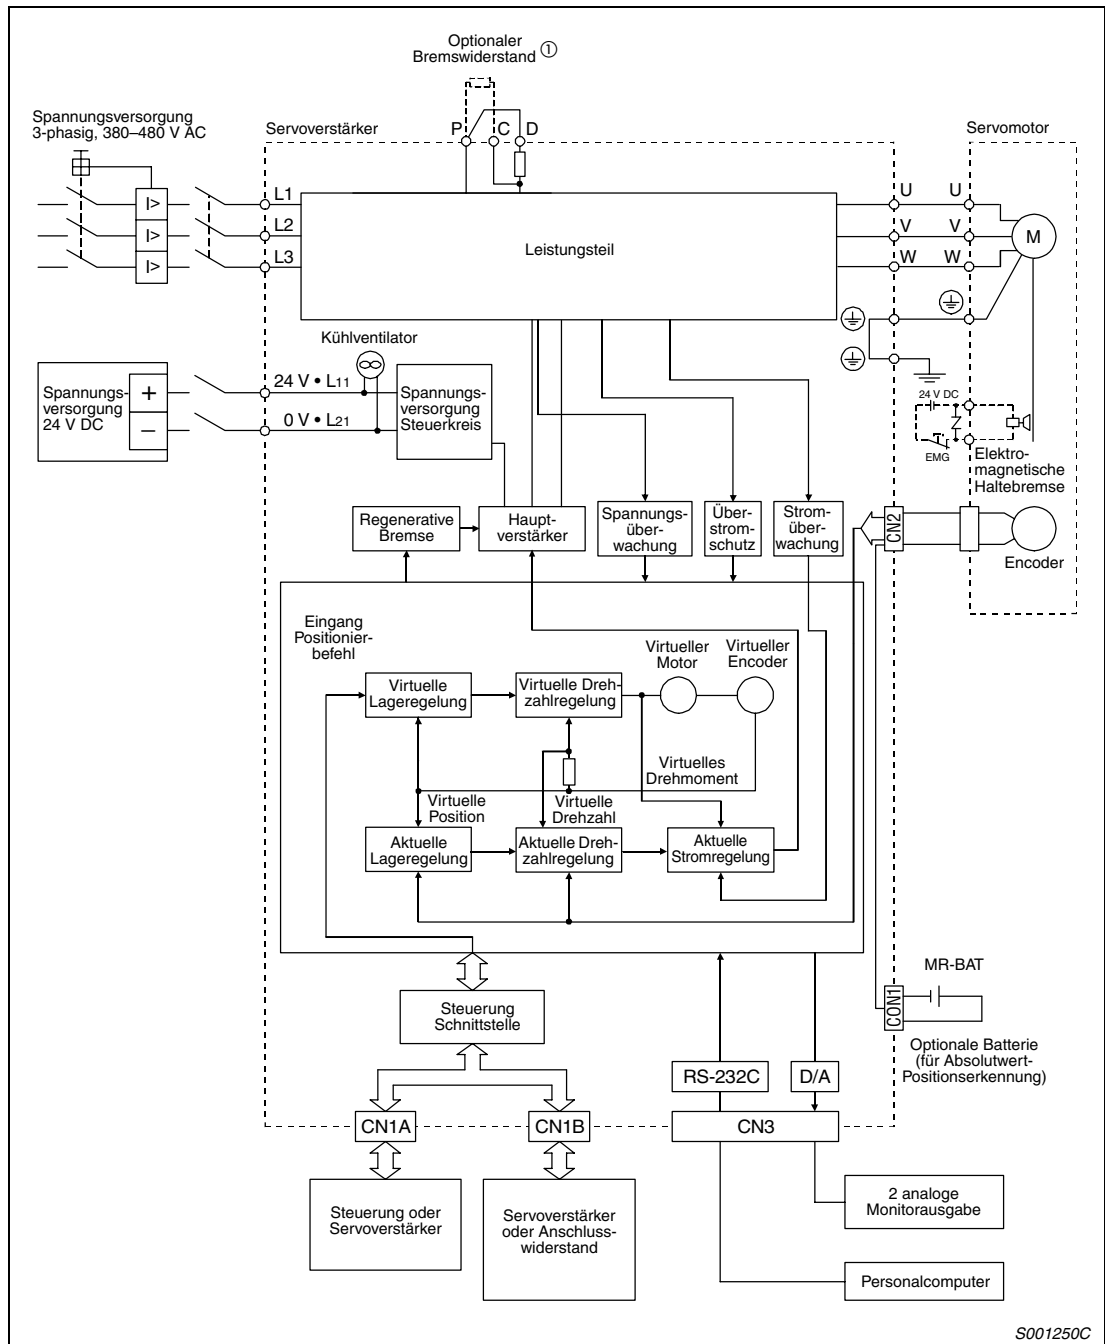 Optionaler
Bremswiderstand ①
Spannungsversorgung
3-phasig, 380–480 V AC
Servoverstärker
P
C
D
Servomotor
I>
I>
I>
L1
L2
L3
Leistungsteil
U
U
V
V
W
W
M
Kühlventilator
Spannungs-
versorgung
24 V DC
+
–
24 V • L11
0 V • L21
Spannungs-
versorgung
Steuerkreis
24 V DC
EMG
Elektro-
magnetische
Haltebremse
Regenerative
Bremse
Haupt-
verstärker
Spannungs-
über-
wachung
Über-
strom-
schutz
Strom-
über-
wachung
CN2
Encoder
Eingang
Positionier-
befehl
Virtueller
Motor
Virtueller
Encoder
Virtuelle
Lageregelung
Virtuelle Dreh-
zahlregelung
Virtuelles
Drehmoment
Virtuelle
Position
Virtuelle
Drehzahl
Aktuelle
Lageregelung
Aktuelle Dreh-
zahlregelung
Aktuelle
Stromregelung
MR-BAT
CON1
Optionale Batterie
(für Absolutwert-
Positionserkennung)
Steuerung
Schnittstelle
RS-232C
D/A
CN1A
CN1B
CN3
Steuerung oder
Servoverstärker
Servoverstärker
oder Anschluss-
widerstand
2 analoge
Monitorausgabe
Personalcomputer
S001250C